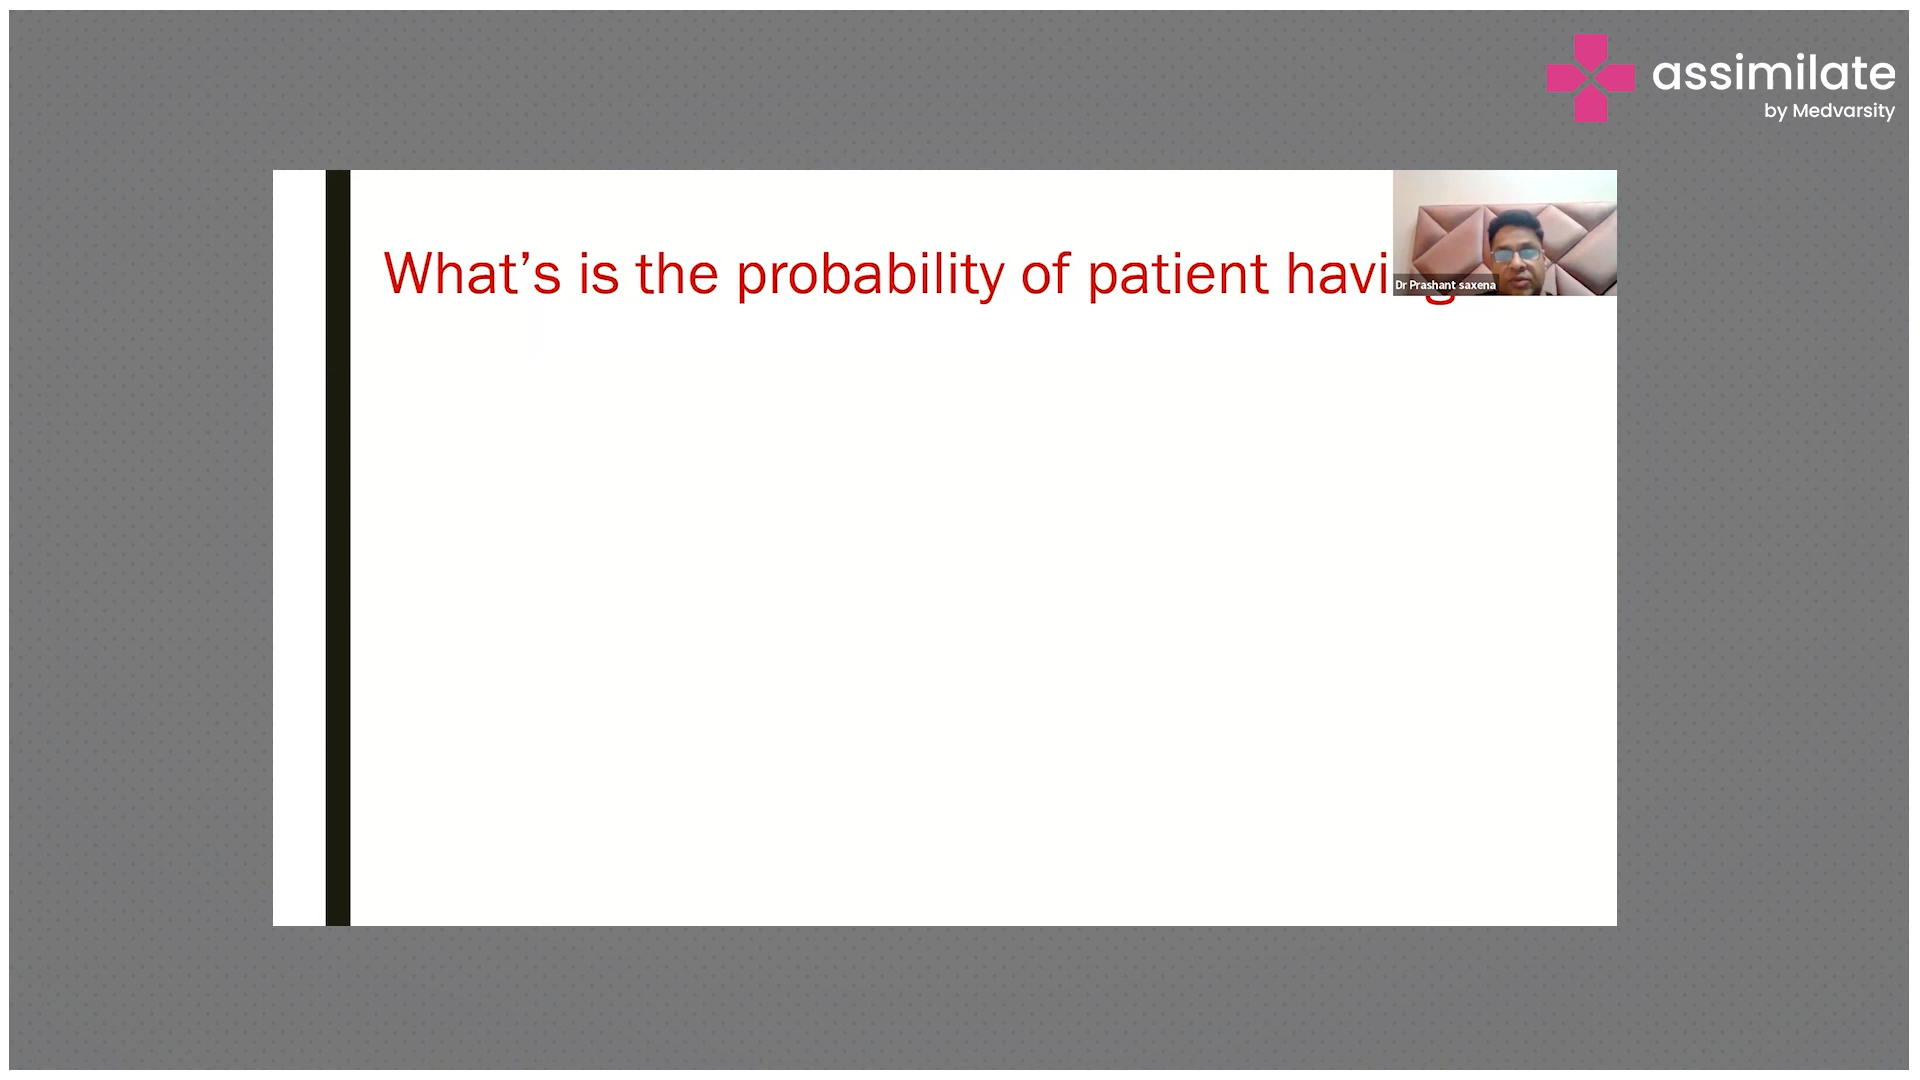 assimilate
by Medvarsity
What's is the probability of patient having
Dr Prashant saxena